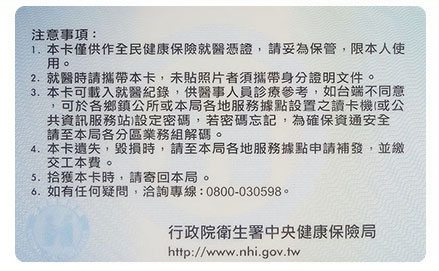 注意事項：
1. 本卡僅供作全民健康保險就醫憑證，請妥為保管，限本人使
用。
2. 就醫時請攜帶本卡，未貼照片者須攜帶身分證明文件。
3. 本卡可載入就醫紀錄，供醫事人員診療參考，如台端不同意
，可於各鄉鎮公所或本局各地服務據點設置之讀卡機(或公
共資訊服務站)設定密碼，若密碼忘記，為確保資通安全
請至本局各分區業務組解碼。
4. 本卡遺失、毀損時，請至本局各地服務據點申請補發，並繳
交工本費。
5. 拾獲本卡時，請寄回本局。
6. 如有任何疑問，洽詢專線：0800-030598。
行政院衛生署中央健康保險局
http://www.nhi.gov.tw